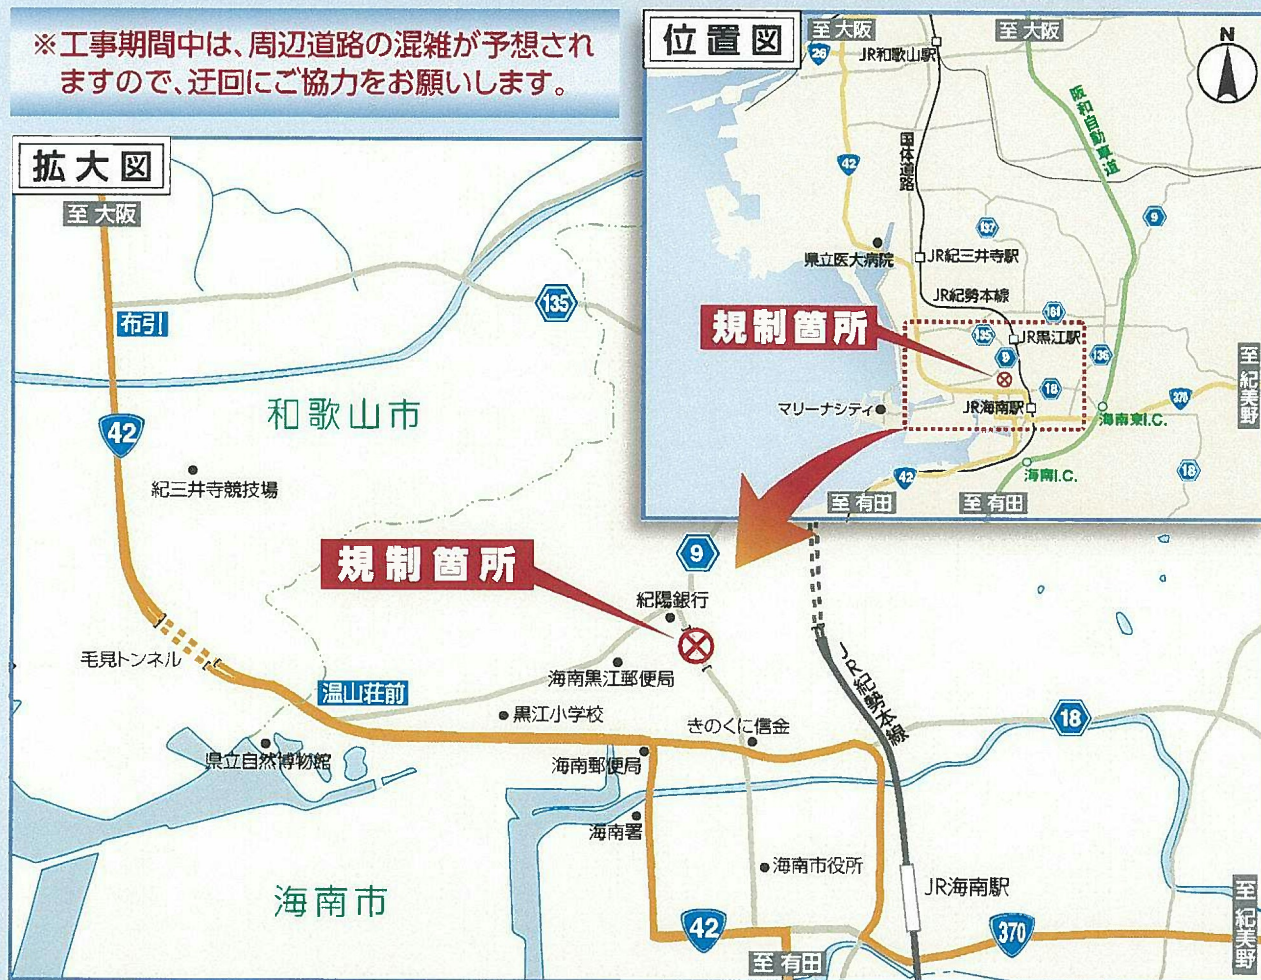 ※工事期間中は、周辺道路の混雑が予想され
ますので、迂回にご協力をお願いします。
位置図
至 大阪
至 大阪
N
26
JR和歌山駅
阪和自動車道
国体道路
42
9
137
県立医大病院
JR紀三井寺駅
JR紀勢本線
規制箇所
161
135
JR黒江駅
9
136
18
370
至 紀美野
マリーナシティ
JR海南駅
海南東I.C.
42
海南I.C.
18
至 有田
至 有田
拡大図
至 大阪
布引
135
42
和歌山市
紀三井寺競技場
規制箇所
9
紀陽銀行
毛見トンネル
海南黒江郵便局
JR紀勢本線
温山荘前
黒江小学校
きのくに信金
18
県立自然博物館
海南郵便局
海南署
海南市役所
JR海南駅
海南市
42
370
至 有田
至 紀美野